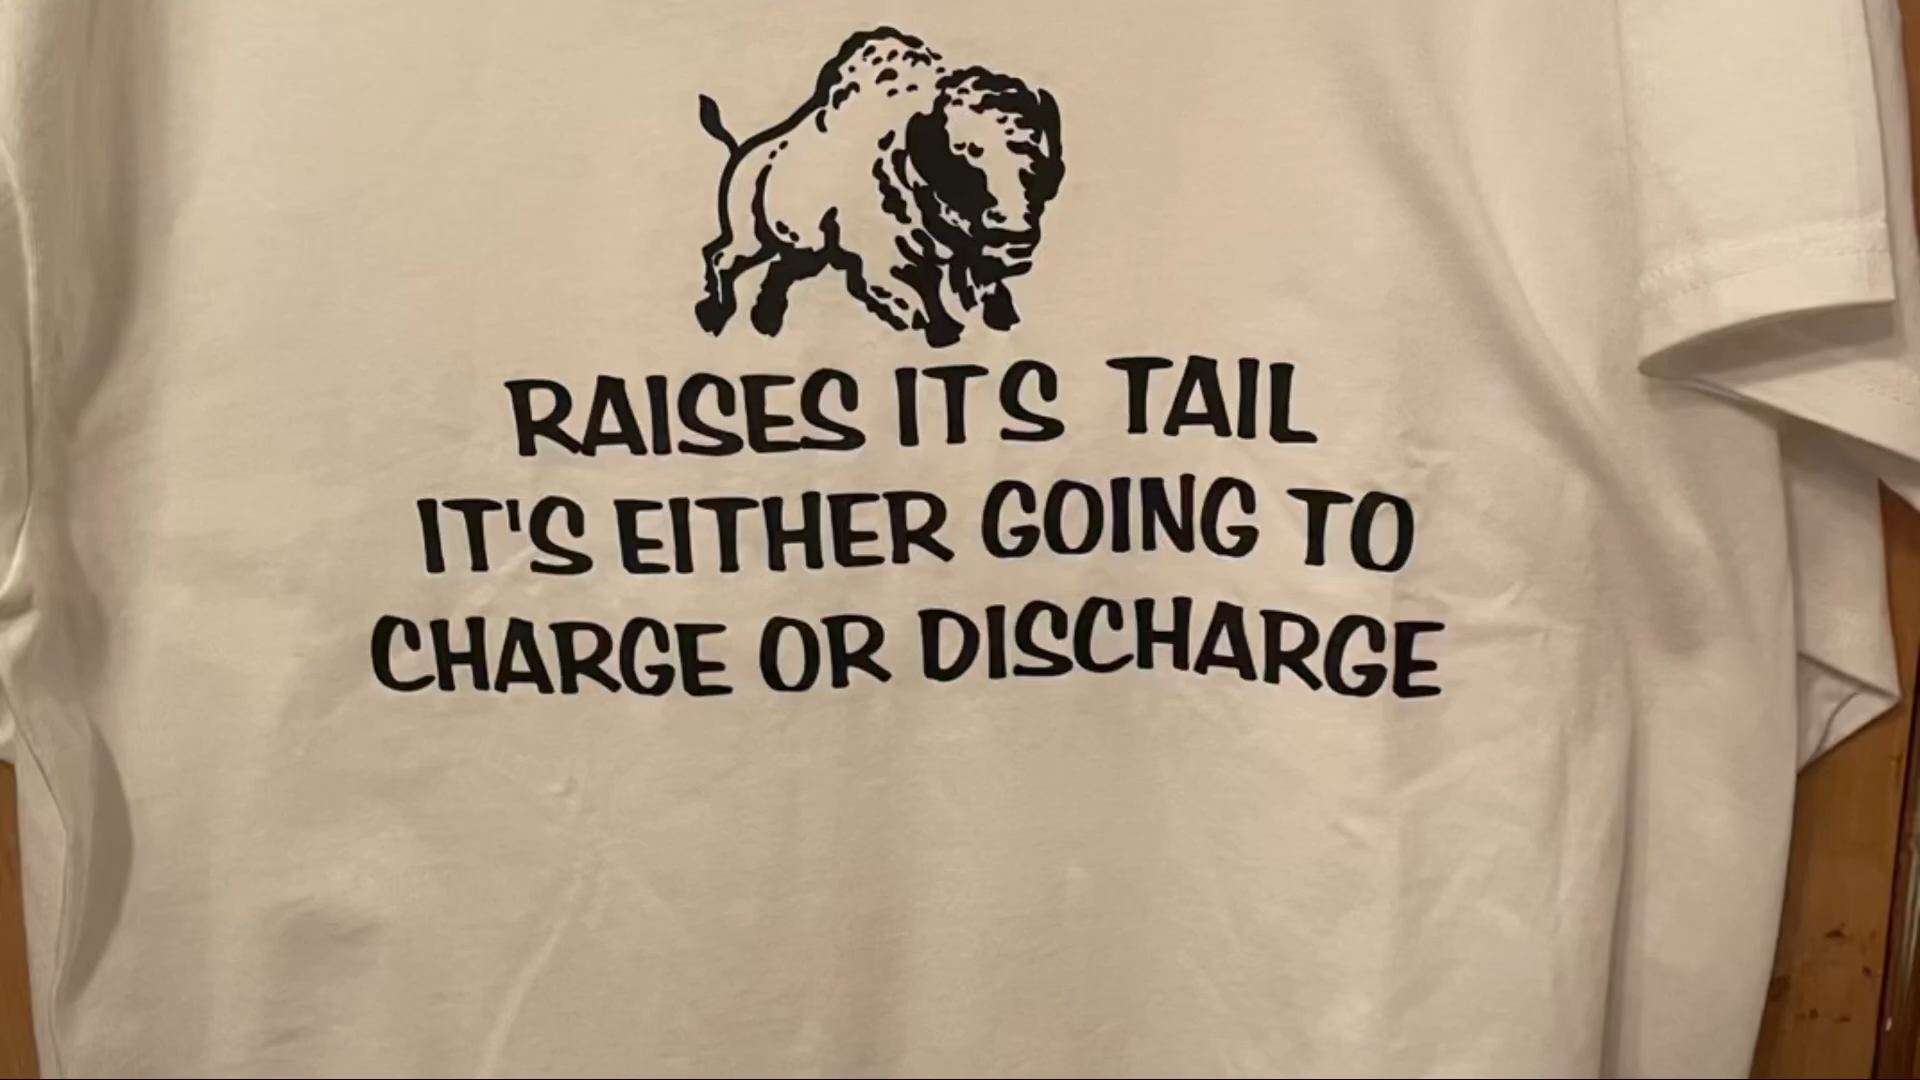 RAISES ITS TAIL
IT'S EITHER GOING TO
CHARGE OR DISCHARGE